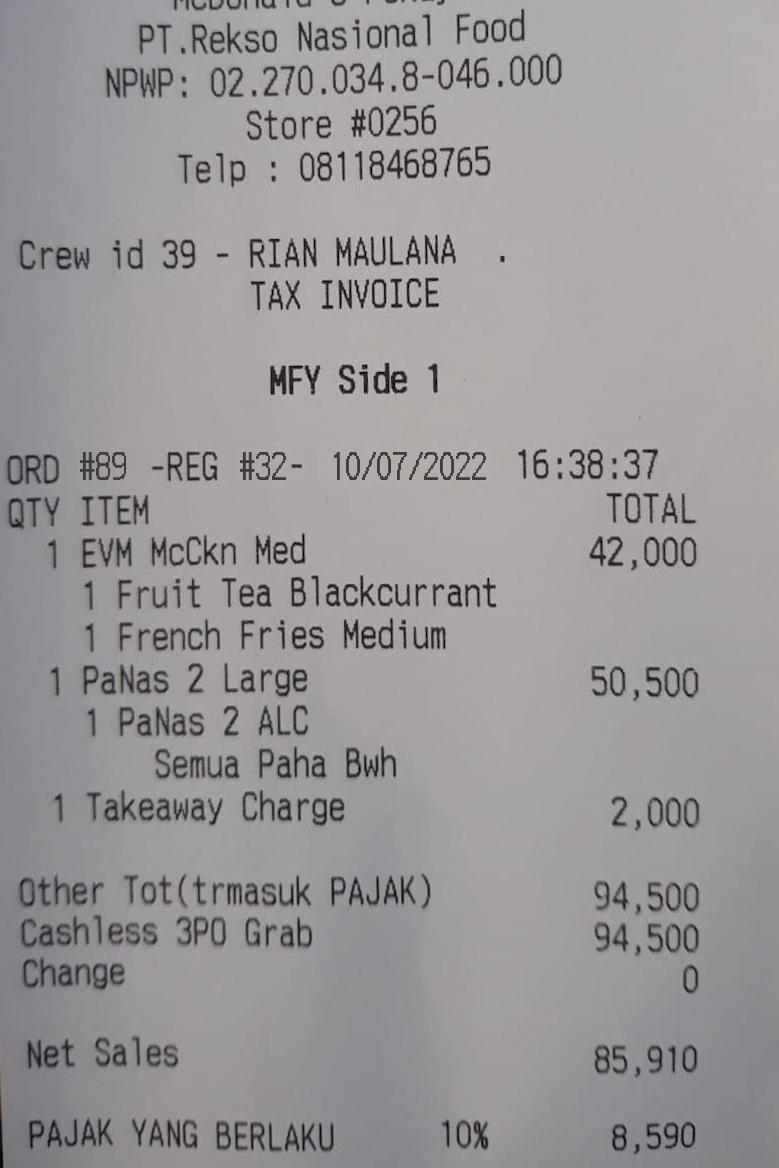 PT.Rekso Nasional Food
NPWP: 02.270.034.8-046.000
Store #0256
Telp : 08118468765
Crew id 39 - RIAN MAULANA .
TAX INVOICE
MFY Side 1
ORD #89 -REG #32- 10/07/2022 16:38:37
QTY ITEM TOTAL
1 EVM McCkn Med 42,000
1 Fruit Tea Blackcurrant
1 French Fries Medium
1 PaNas 2 Large 50,500
1 PaNas 2 ALC
Semua Paha Bwh
1 Takeaway Charge 2,000
Other Tot(trmasuk PAJAK) 94,500
Cashless 3PO Grab 94,500
Change 0
Net Sales 85,910
PAJAK YANG BERLAKU 10% 8,590